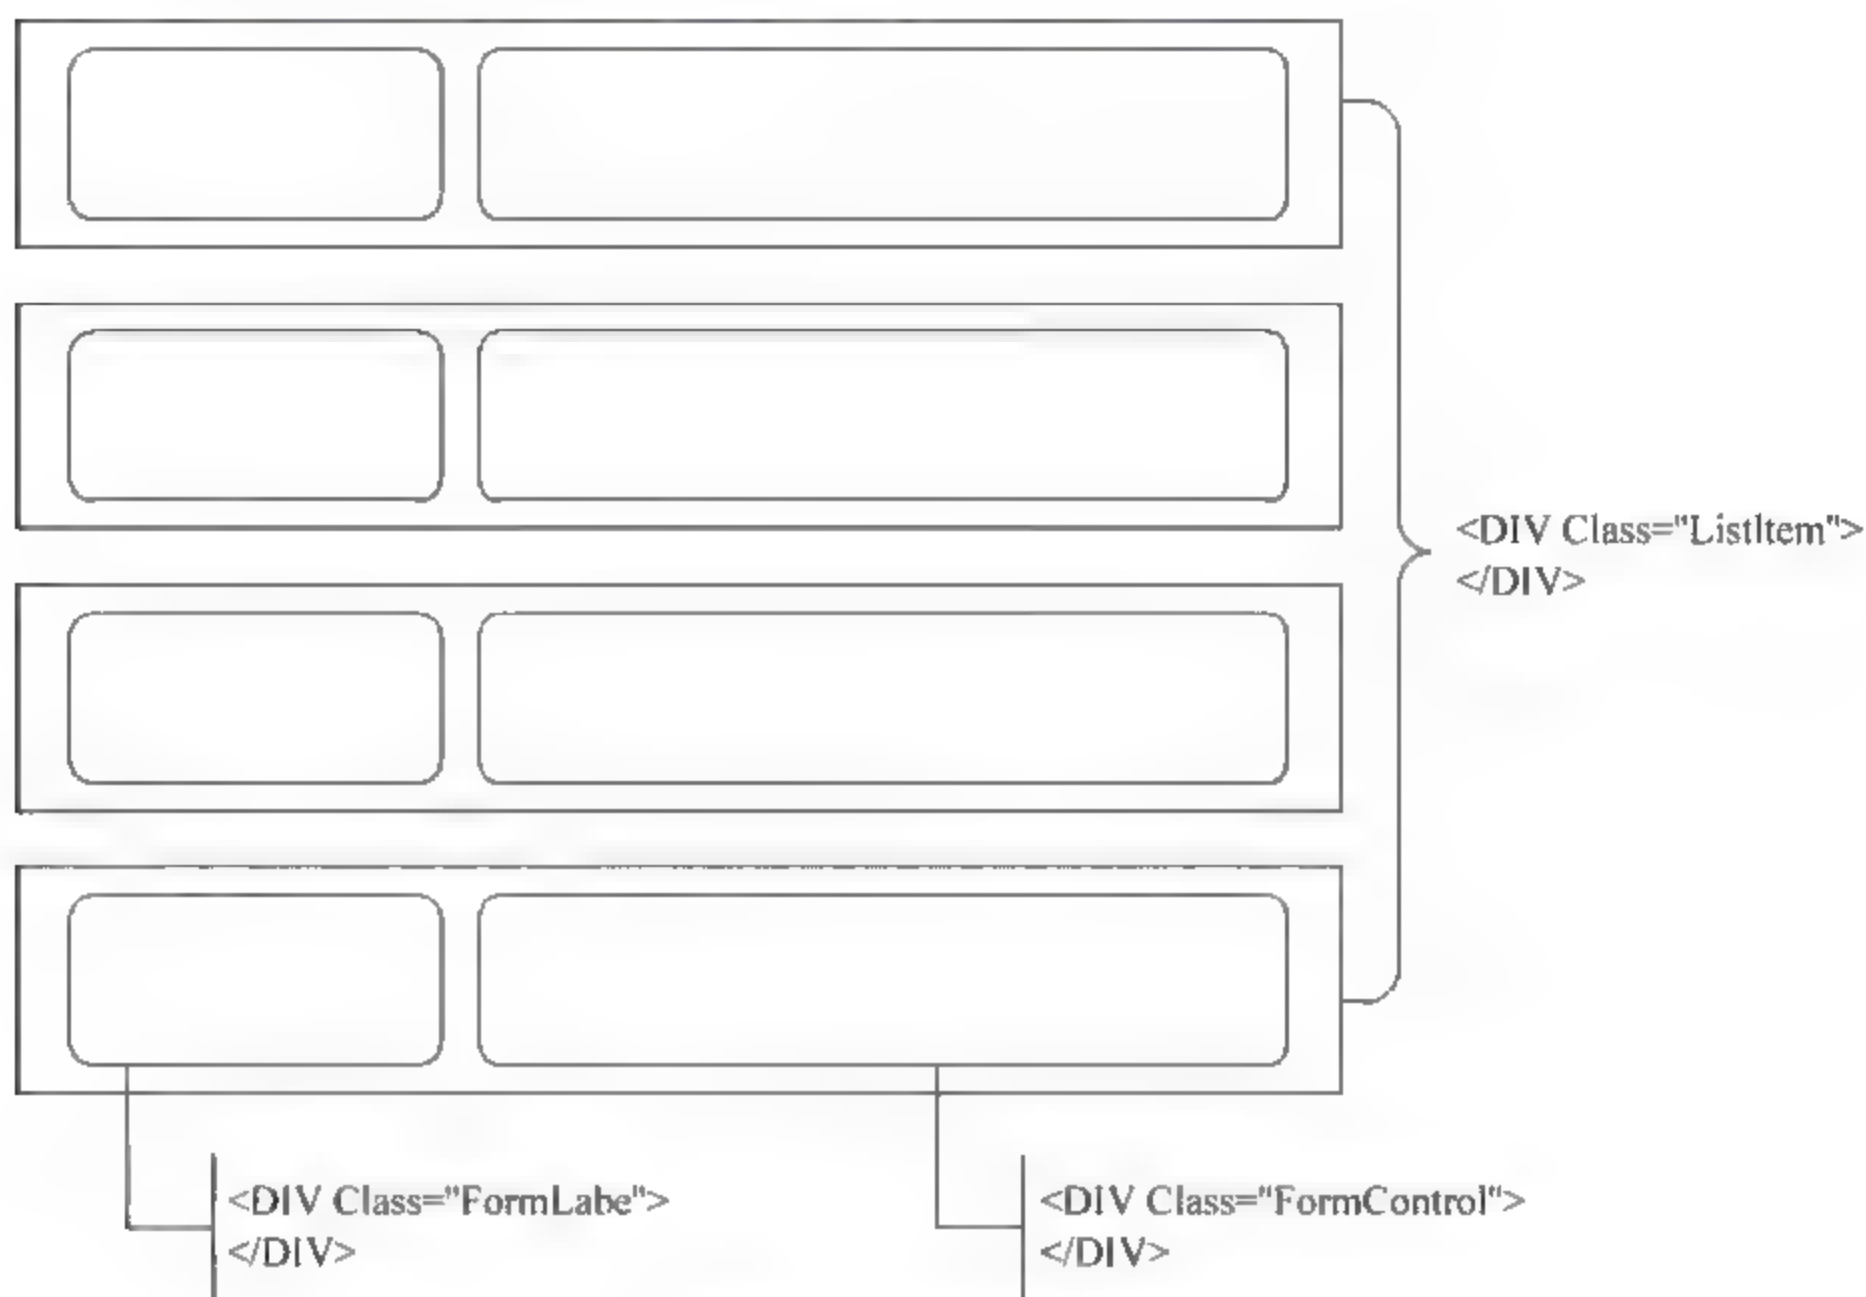 <DIV Class="ListItem">
</DIV>
<DIV Class="FormLabe">
</DIV>
<DIV Class="FormControl">
</DIV>